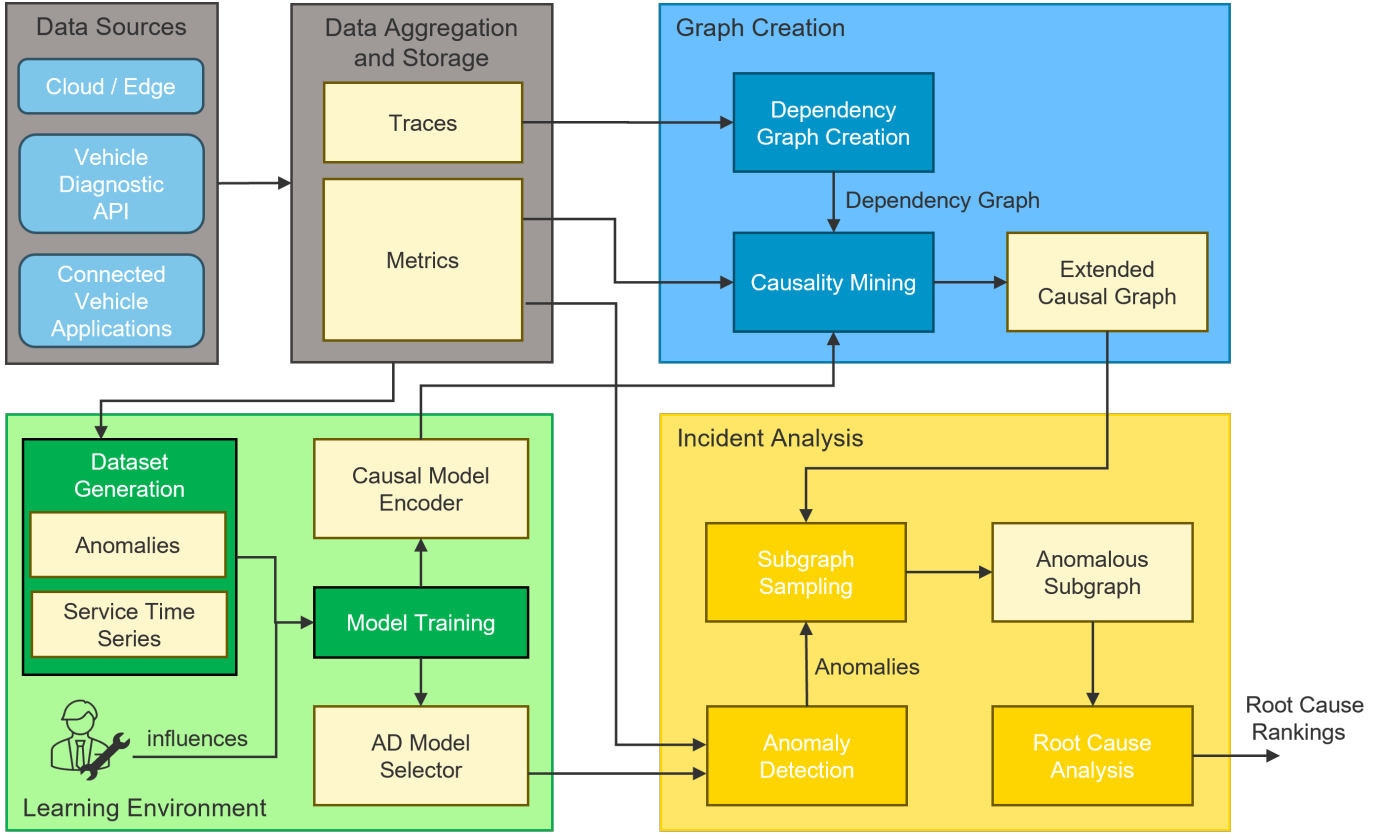 Data Sources
Cloud / Edge
Vehicle
Diagnostic
API
Connected
Vehicle
Applications
Data Aggregation
and Storage
Traces
Metrics
Graph Creation
Dependency
Graph Creation
Dependency Graph
Causality Mining
Extended
Causal Graph
Dataset
Generation
Anomalies
Service Time
Series
influences
Learning Environment
Causal Model
Encoder
Model Training
AD Model
Selector
Incident Analysis
Subgraph
Sampling
Anomalous
Subgraph
Anomalies
Anomaly
Detection
Root Cause
Analysis
Root Cause
Rankings